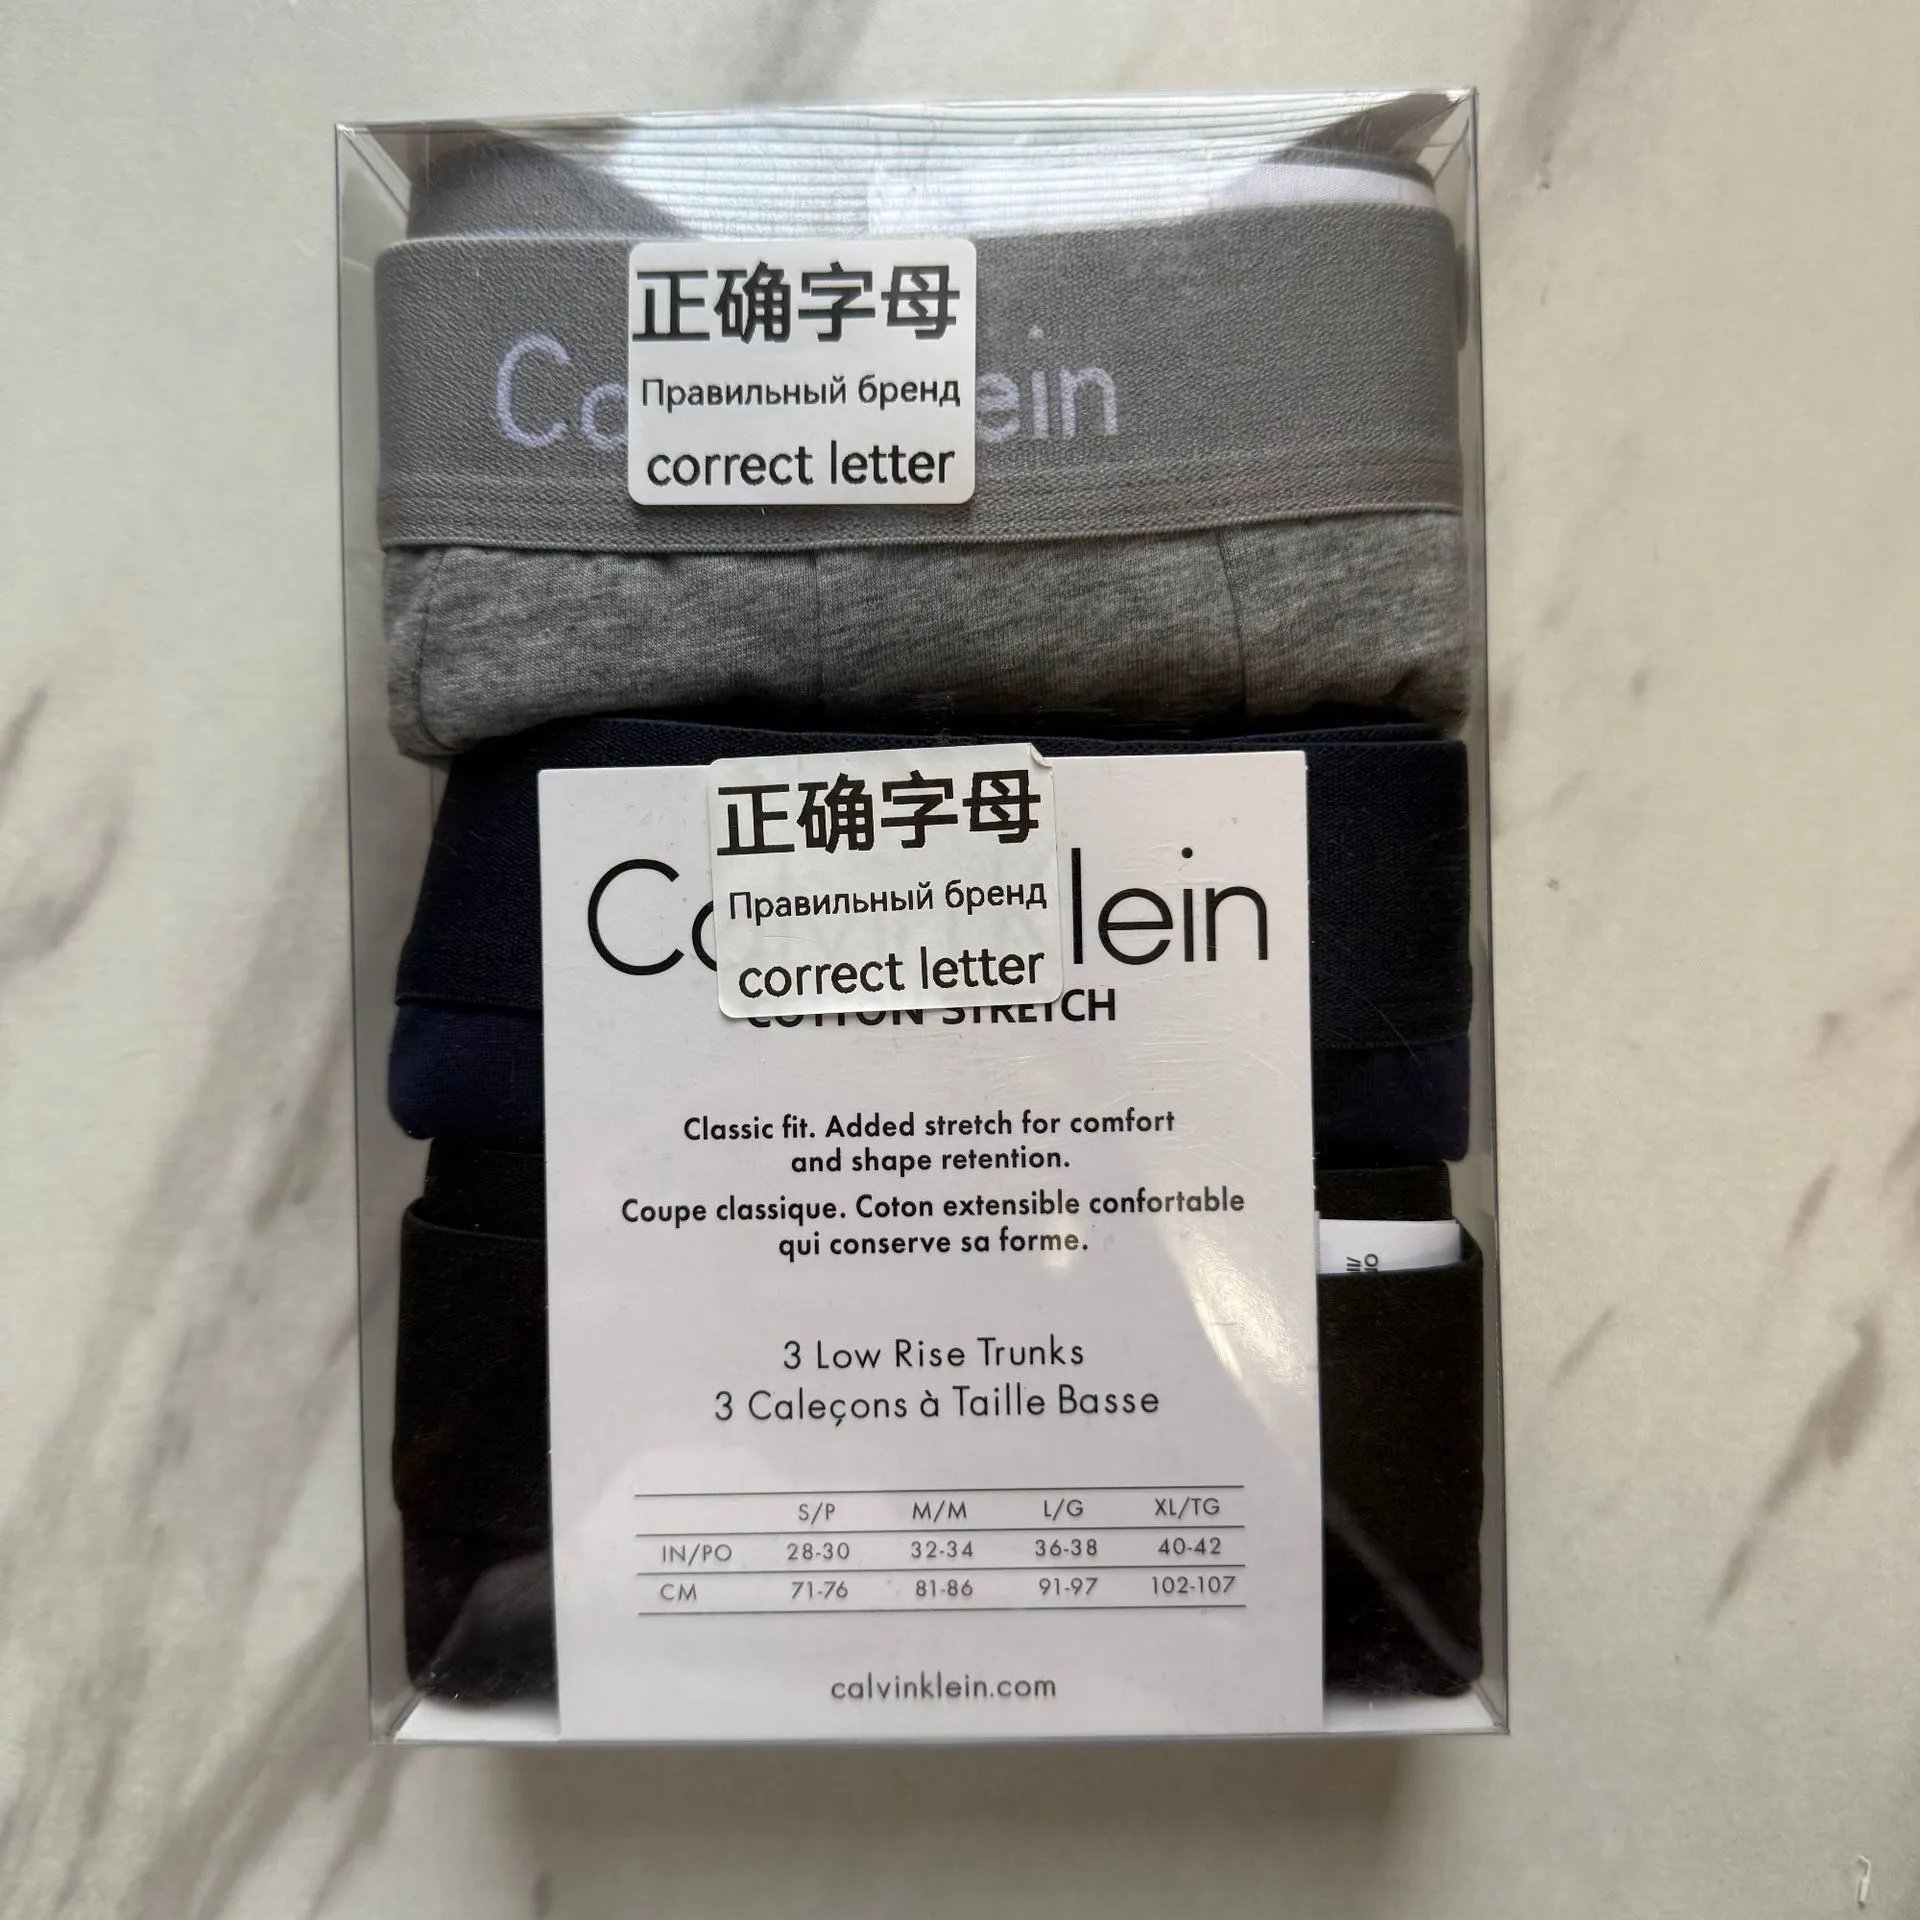 正确字母
Правильный бренд
correct letter
正确字母
Правильный бренд
correct letter
COTTON STRETCH
Classic fit. Added stretch for comfort
and shape retention.
Coupe classique. Coton extensible confortable
qui conserve sa forme.
3 Low Rise Trunks
3 Caleçons à Taille Basse
S/P M/M L/G XL/TG
IN/PO 28-30 32-34 36-38 40-42
CM 71-76 81-86 91-97 102-107
calvinklein.com